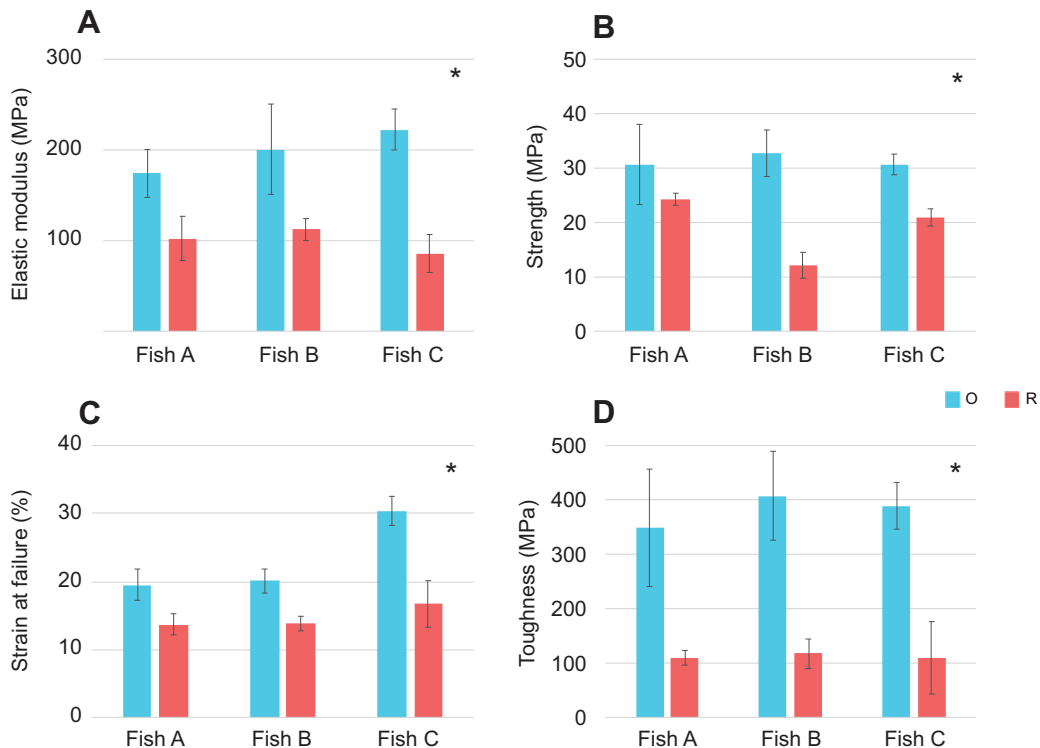 A
Elastic modulus (MPa)
300
200
100
*
Fish A Fish B Fish C
B
Strength (MPa)
50
40
30
20
10
0
*
Fish A Fish B Fish C
C
Strain at failure (%)
40
30
20
10
0
*
Fish A Fish B Fish C
D
O R
Toughness (MPa)
500
400
300
200
100
0
*
Fish A Fish B Fish C